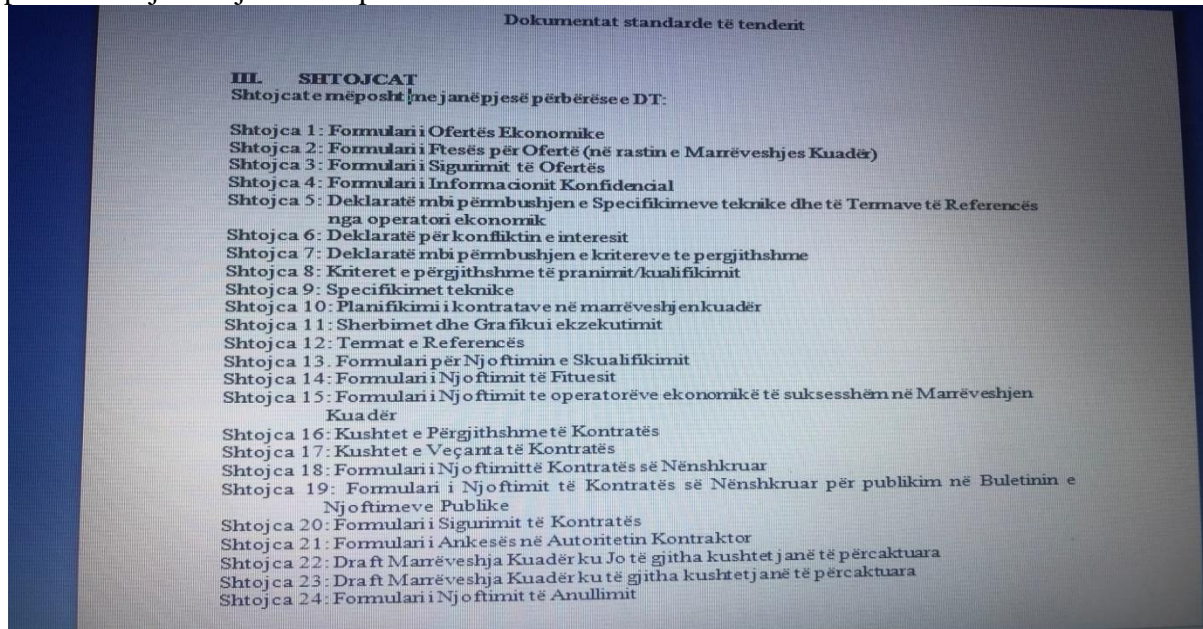 Dokumentat standarde të tenderit
III. SHTOJCAT
Shtojcat e mëposhtme janë pjesë përbërëse e DT:
Shtojca 1: Formulari i Ofertës Ekonomike
Shtojca 2: Formulari i Ftesës për Ofertë (në rastin e Marrëveshjes Kuadër)
Shtojca 3: Formulari i Sigurimit të Ofertës
Shtojca 4: Formulari i Informacionit Konfidencial
Shtojca 5: Deklaratë mbi përmbushjen e Specifikimeve teknike dhe të Termave të Referencës
nga operatori ekonomik
Shtojca 6: Deklaratë për konfliktin e interesit
Shtojca 7: Deklaratë mbi përmbushjen e kritereve te pergjithshme
Shtojca 8: Kriteret e përgjithshme të pranimit/kualifikimit
Shtojca 9: Specifikimet teknike
Shtojca 10: Planifikimi i kontratave në marrëveshjen kuadër
Shtojca 11: Sherbimet dhe Grafiku i ekzekutimit
Shtojca 12: Termat e Referencës
Shtojca 13. Formulari për Njoftimin e Skualifikimit
Shtojca 14: Formulari i Njoftimit të Fituesit
Shtojca 15: Formulari i Njoftimit te operatorëve ekonomikë të suksesshëm në Marrëveshjen
Kuadër
Shtojca 16: Kushtet e Përgjithshme të Kontratës
Shtojca 17: Kushtet e Veçanta të Kontratës
Shtojca 18: Formulari i Njoftimit të Kontratës së Nënshkruar
Shtojca 19: Formulari i Njoftimit të Kontratës së Nënshkruar për publikim në Buletinin e
Njoftimeve Publike
Shtojca 20: Formulari i Sigurimit të Kontratës
Shtojca 21: Formulari i Ankesës në Autoritetin Kontraktor
Shtojca 22: Draft Marrëveshja Kuadër ku Jo të gjitha kushtet janë të përcaktuara
Shtojca 23: Draft Marrëveshja Kuadër ku të gjitha kushtet janë të përcaktuara
Shtojca 24: Formulari i Njoftimit të Anullimit